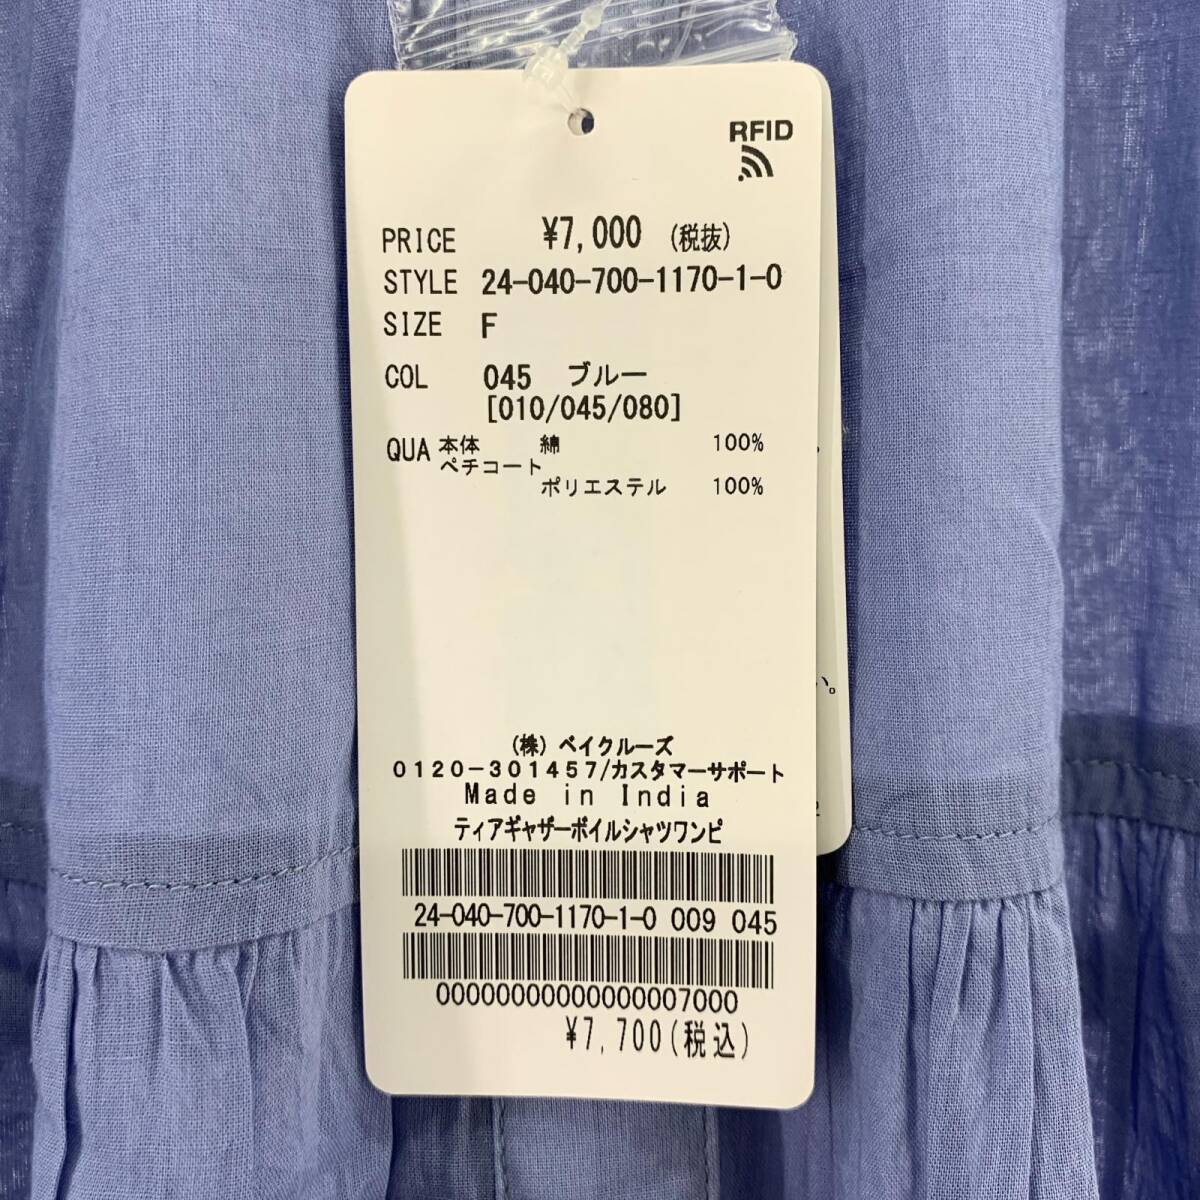 RFID
PRICE ¥7,000 (税抜)
STYLE 24-040-700-1170-1-0
SIZE F
COL 045 ブルー
[010/045/080]
QUA 本体 綿 100%
ペチコート
ポリエステル 100%
い。
(株) ベイクルーズ
0120-301457/カスタマーサポート
Made in India
ティアギャザーボイルシャツワンピ
24-040-700-1170-1-0 009 045
00000000000000007000
¥7,700(税込)